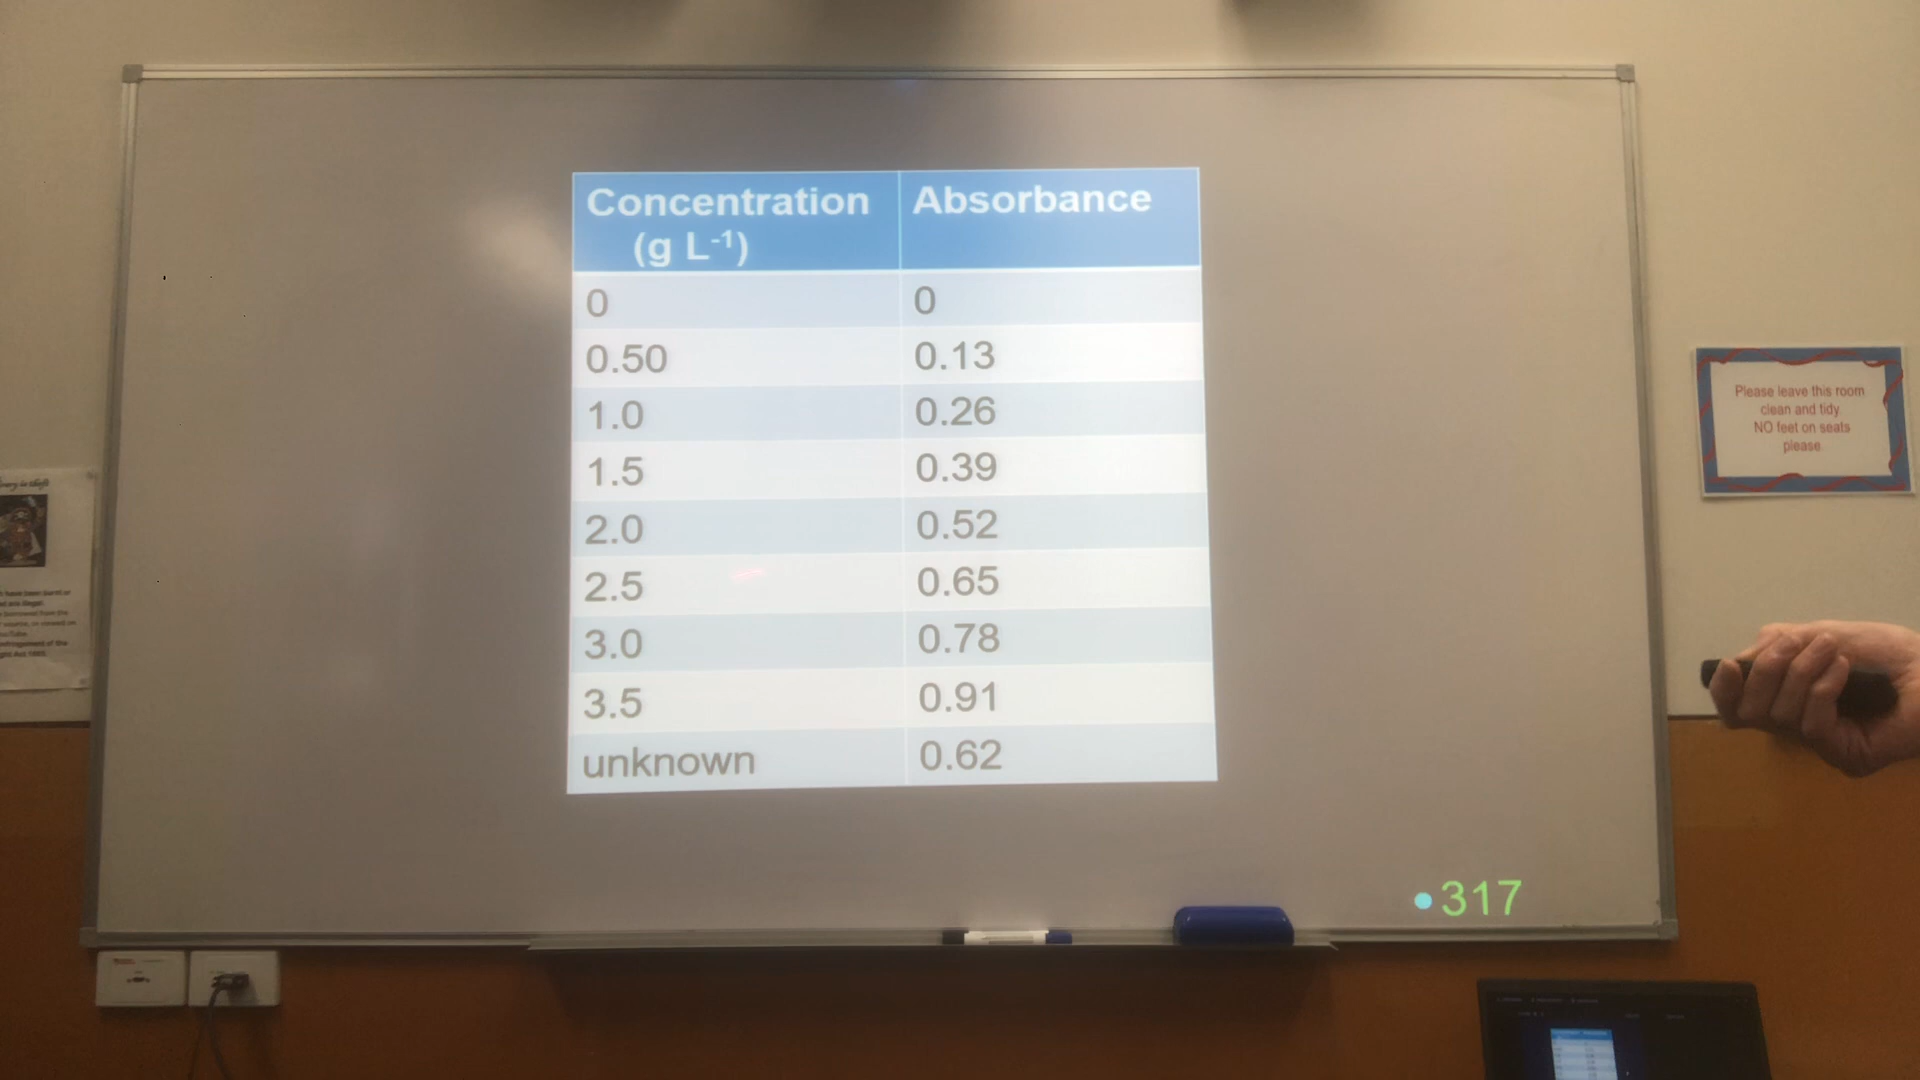 Concentration Absorbance
(g L⁻¹)
0 0
0.50 0.13
1.0 0.26
1.5 0.39
2.0 0.52
2.5 0.65
3.0 0.78
3.5 0.91
unknown 0.62
•317
Please leave this room
clean and tidy.
NO feet on seats
please.